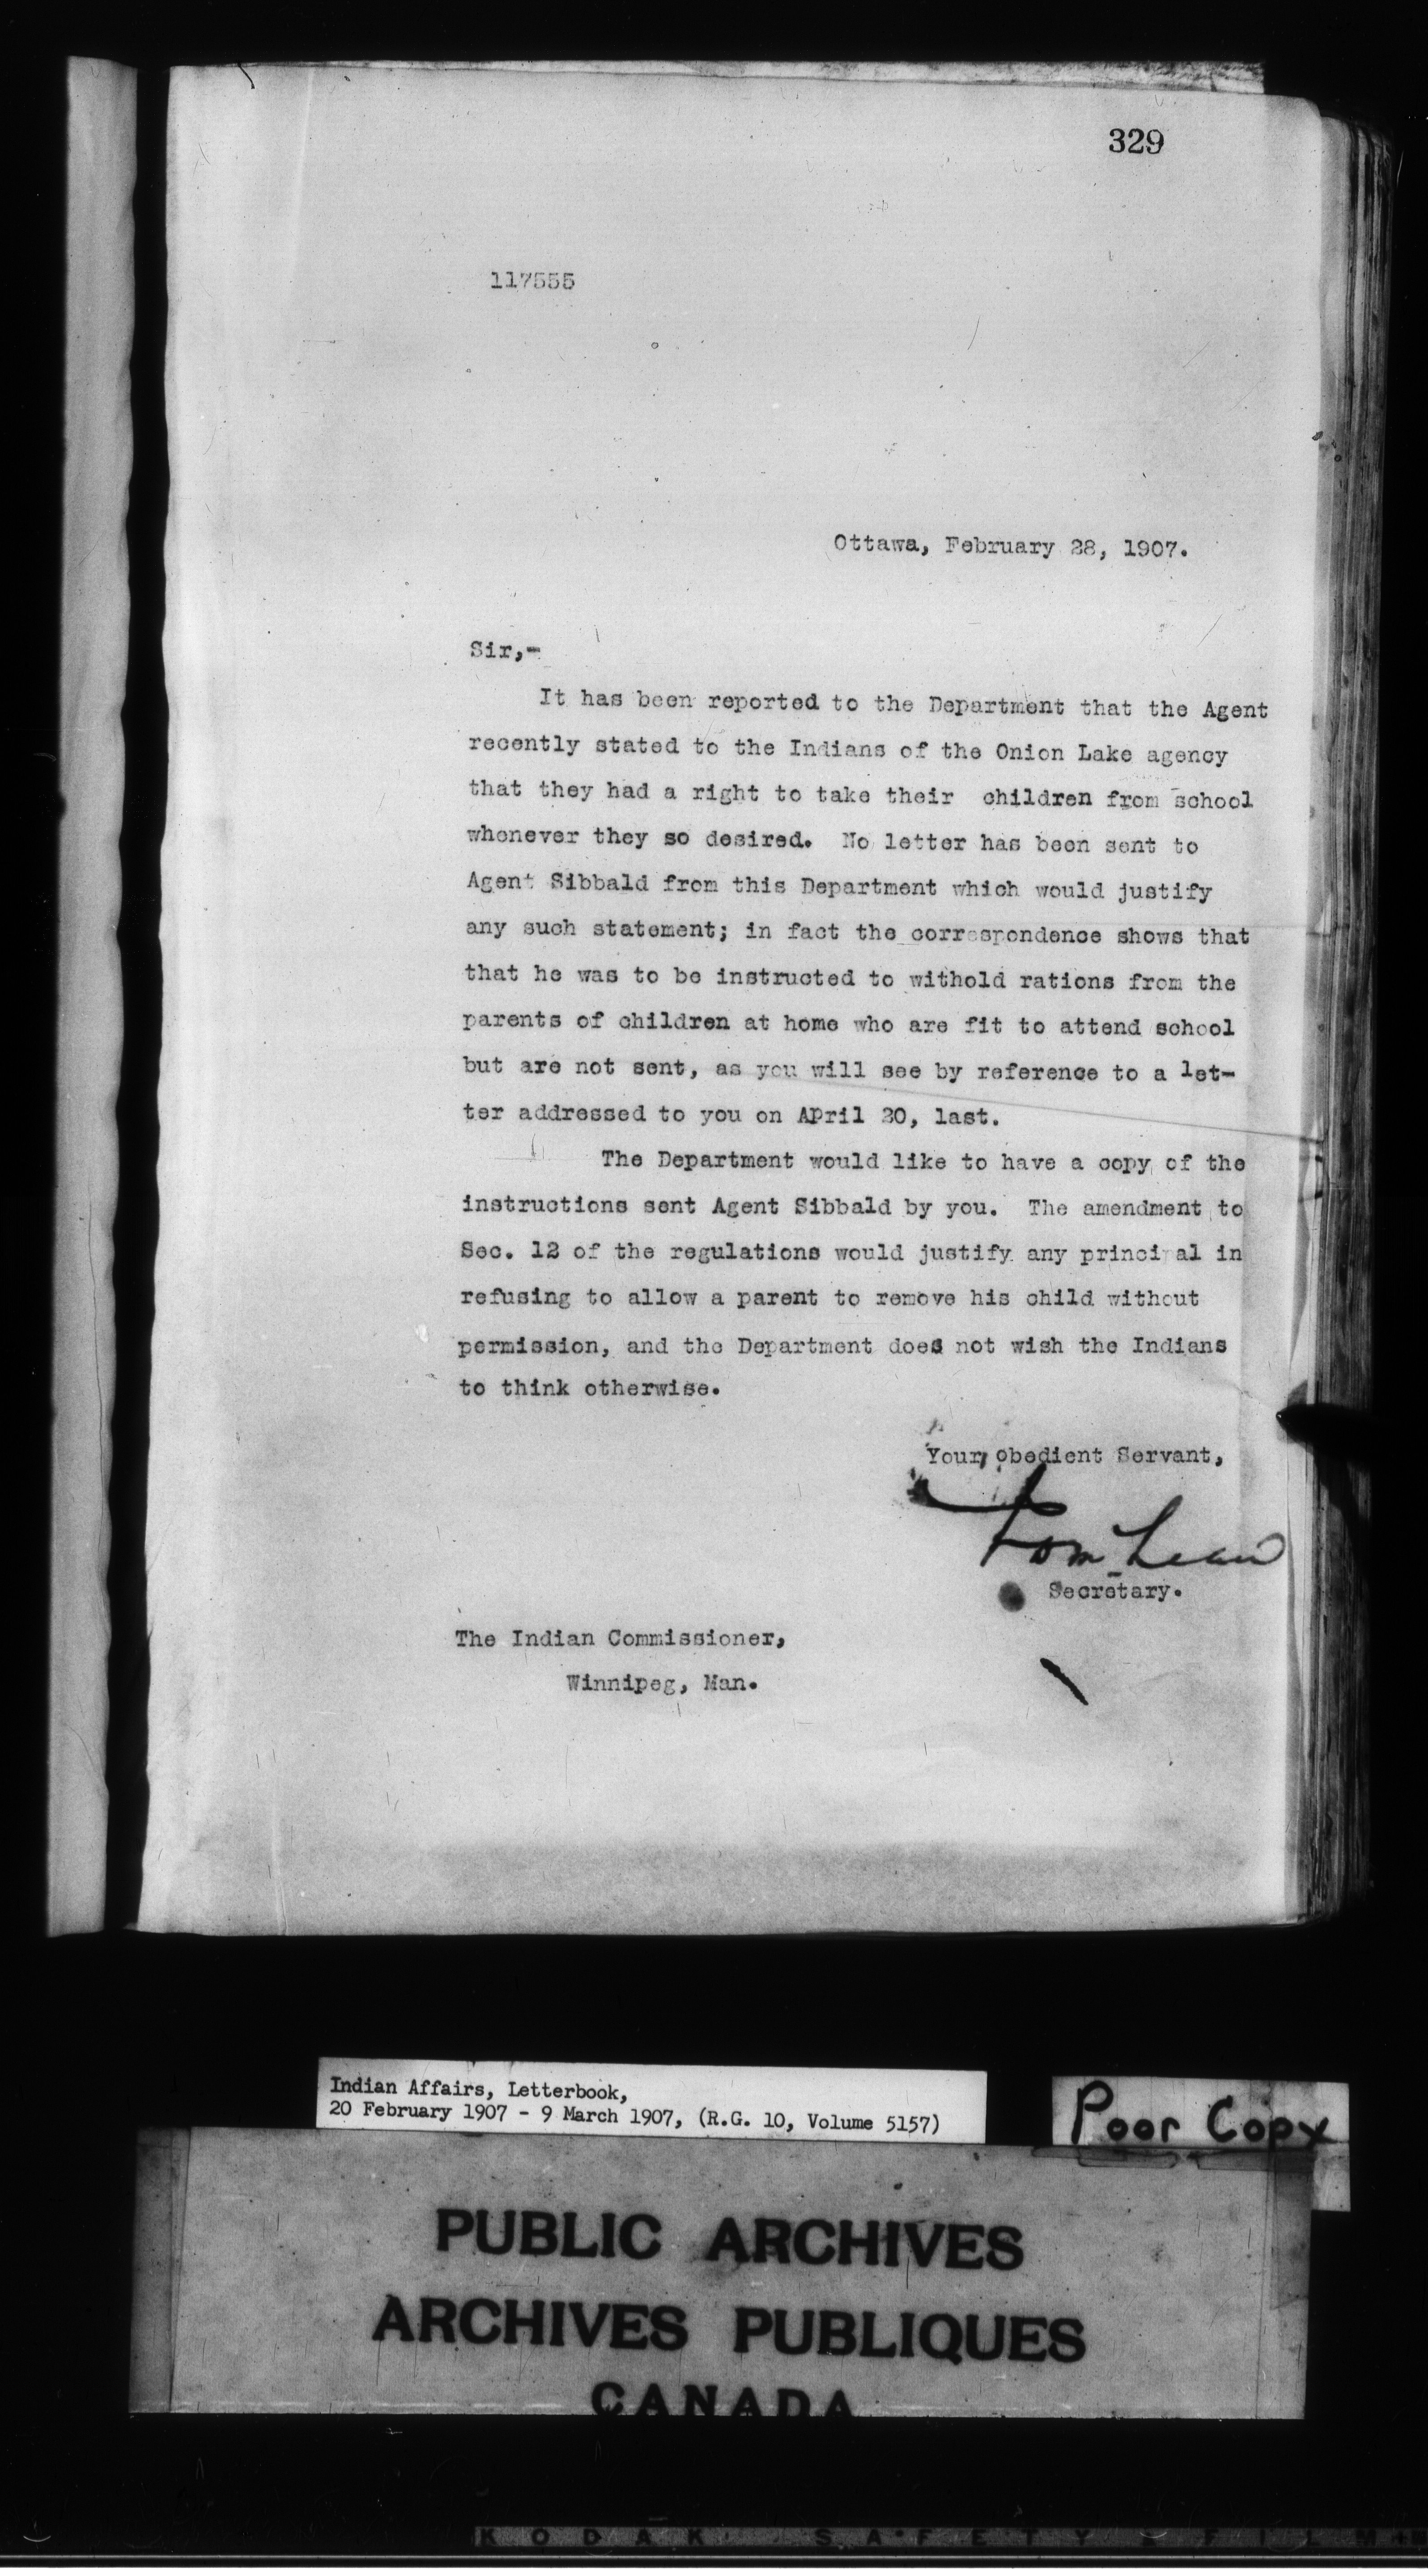 329
117555
Ottawa, February 28, 1907.
Sir,-
It has been reported to the Department that the Agent
recently stated to the Indians of the Onion Lake agency
that they had a right to take their children from school
whenever they so desired. No letter has been sent to
Agent Sibbald from this Department which would justify
any such statement; in fact the correspondence shows that
that he was to be instructed to withold rations from the
parents of children at home who are fit to attend school
but are not sent, as you will see by reference to a let-
ter addressed to you on April 20, last.
The Department would like to have a copy of the
instructions sent Agent Sibbald by you. The amendment to
Sec. 12 of the regulations would justify any principal in
refusing to allow a parent to remove his child without
permission, and the Department does not wish the Indians
to think otherwise.
Your obedient Servant,
Secretary.
The Indian Commissioner,
Winnipeg, Man.
Indian Affairs, Letterbook,
20 February 1907 - 9 March 1907, (R.G. 10, Volume 5157)
Poor Copy
PUBLIC ARCHIVES
ARCHIVES PUBLIQUES
CANADA
KODAK SAFETY FILM